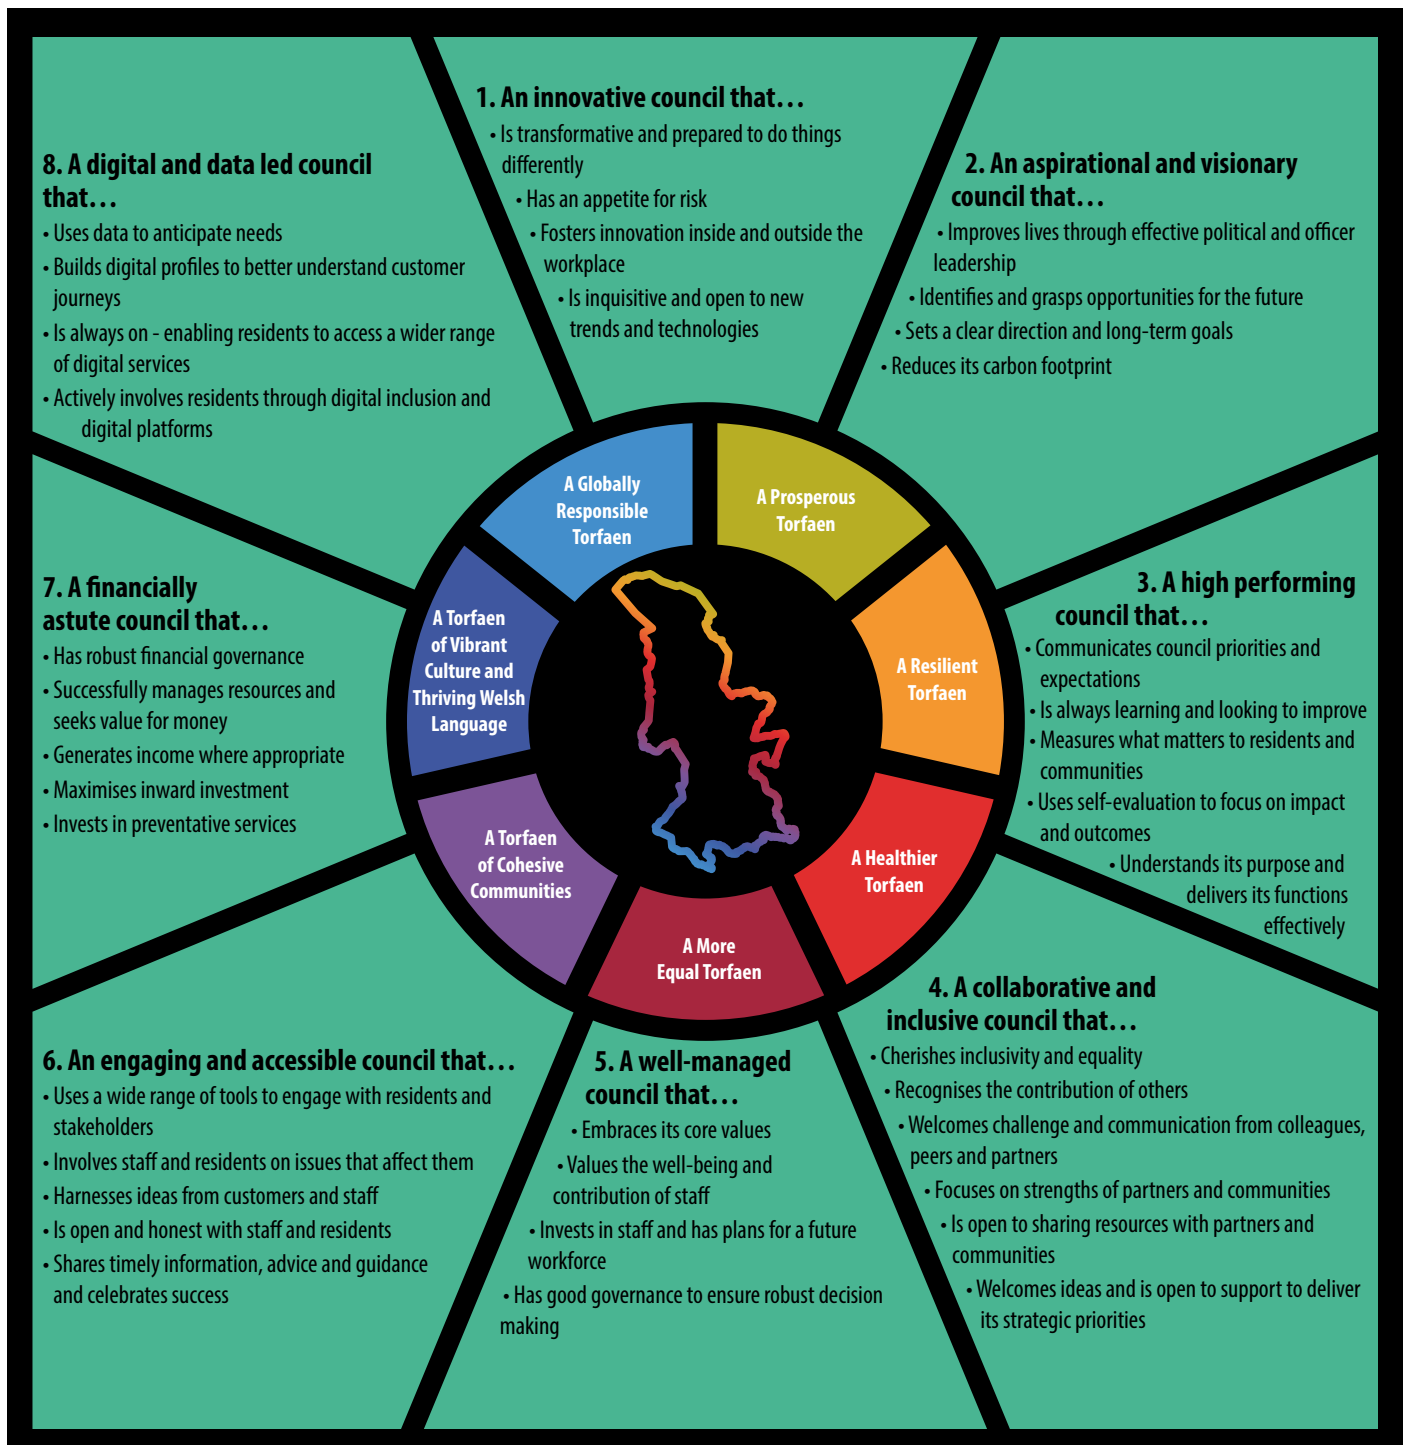 1. An innovative council that…
• Is transformative and prepared to do things
differently
• Has an appetite for risk
• Fosters innovation inside and outside the
workplace
• Is inquisitive and open to new
trends and technologies
2. An aspirational and visionary
council that…
• Improves lives through effective political and officer
leadership
• Identifies and grasps opportunities for the future
• Sets a clear direction and long-term goals
• Reduces its carbon footprint
3. A high performing
council that…
• Communicates council priorities and
expectations
• Is always learning and looking to improve
• Measures what matters to residents and
communities
• Uses self-evaluation to focus on impact
and outcomes
• Understands its purpose and
delivers its functions
effectively
4. A collaborative and
inclusive council that…
• Cherishes inclusivity and equality
• Recognises the contribution of others
• Welcomes challenge and communication from colleagues,
peers and partners
• Focuses on strengths of partners and communities
• Is open to sharing resources with partners and
communities
• Welcomes ideas and is open to support to deliver
its strategic priorities
5. A well-managed
council that…
• Embraces its core values
• Values the well-being and
contribution of staff
• Invests in staff and has plans for a future
workforce
• Has good governance to ensure robust decision
making
6. An engaging and accessible council that…
• Uses a wide range of tools to engage with residents and
stakeholders
• Involves staff and residents on issues that affect them
• Harnesses ideas from customers and staff
• Is open and honest with staff and residents
• Shares timely information, advice and guidance
and celebrates success
7. A financially
astute council that…
• Has robust financial governance
• Successfully manages resources and
seeks value for money
• Generates income where appropriate
• Maximises inward investment
• Invests in preventative services
8. A digital and data led council
that…
• Uses data to anticipate needs
• Builds digital profiles to better understand customer
journeys
• Is always on - enabling residents to access a wider range
of digital services
• Actively involves residents through digital inclusion and
digital platforms
A Prosperous
Torfaen
A Resilient
Torfaen
A Healthier
Torfaen
A More
Equal Torfaen
A Torfaen
of Cohesive
Communities
A Torfaen
of Vibrant
Culture and
Thriving Welsh
Language
A Globally
Responsible
Torfaen